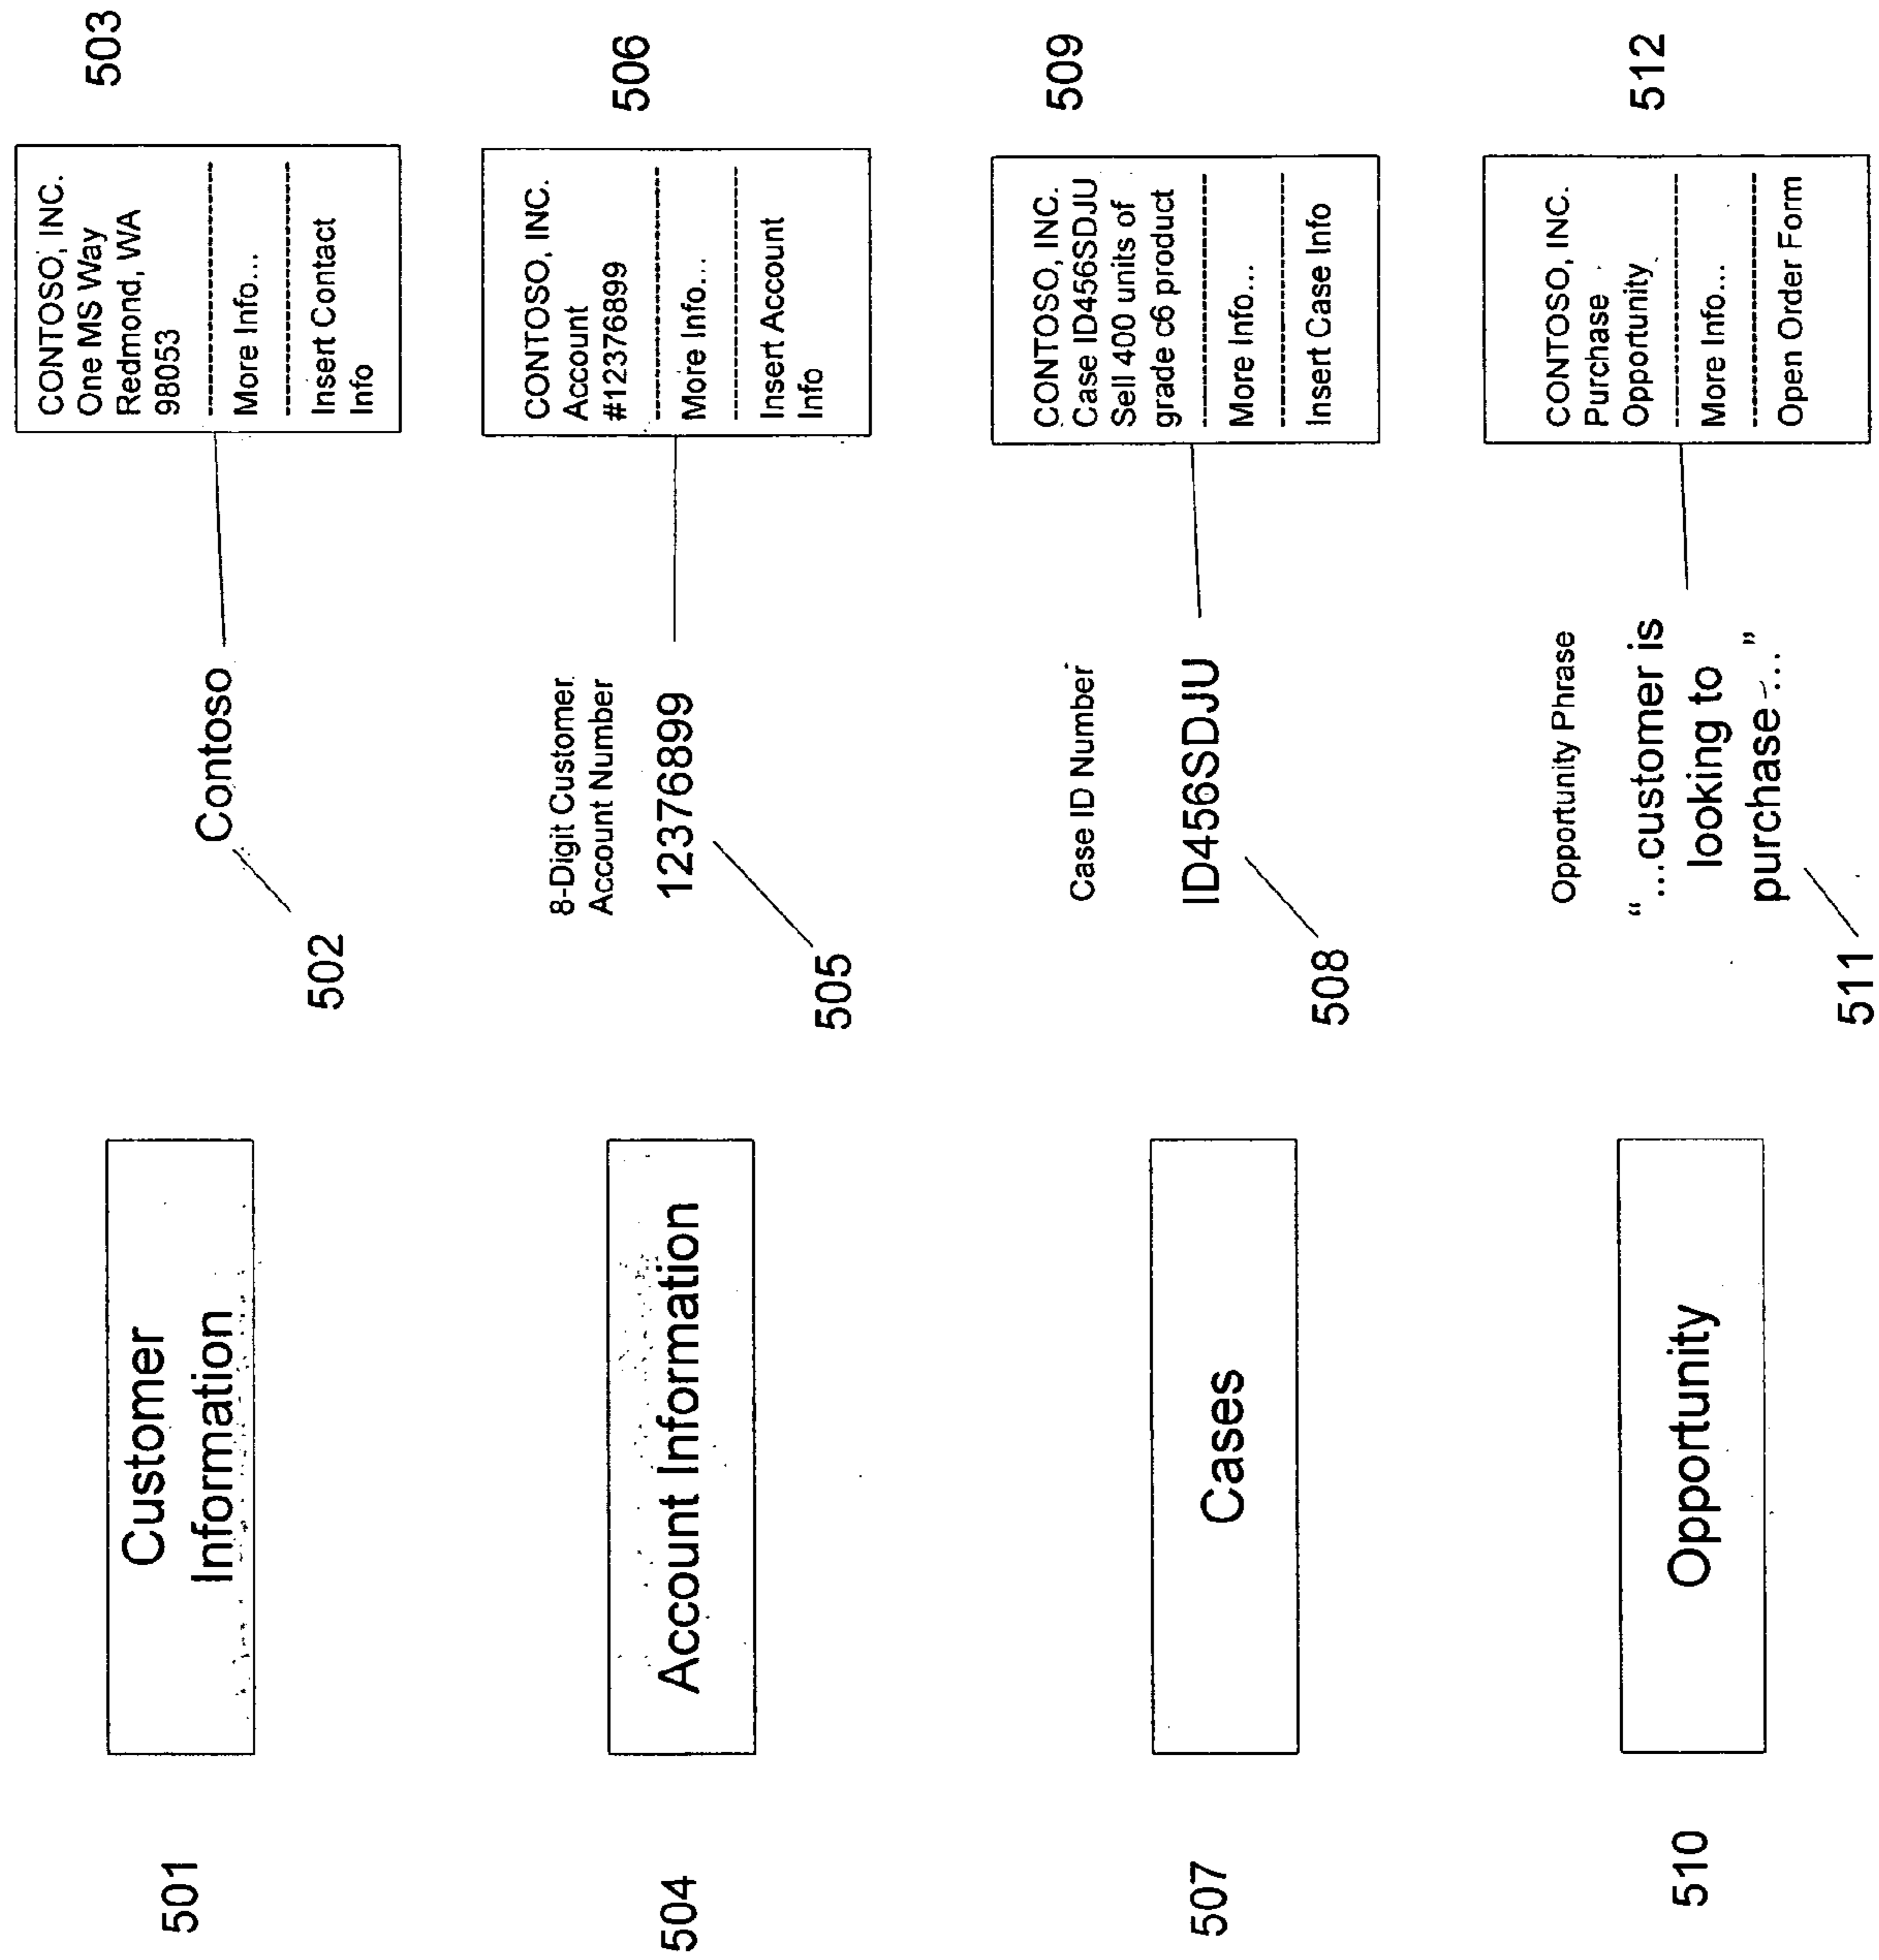 501
Customer
Information
Contoso
502
CONTOSO, INC.
One MS Way
Redmond, WA
98053
More Info...
Insert Contact
Info
503
504
Account Information
8-Digit Customer
Account Number
12376899
505
CONTOSO, INC.
Account
#12376899
More Info...
Insert Account
Info
506
507
Cases
Case ID Number
ID456SDJU
508
CONTOSO, INC.
Case ID456SDJU
Sell 400 units of
grade c6 product
More Info...
Insert Case Info
509
510
Opportunity
Opportunity Phrase
“...customer is
looking to
purchase ...”
511
CONTOSO, INC.
Purchase
Opportunity
More Info...
Open Order Form
512